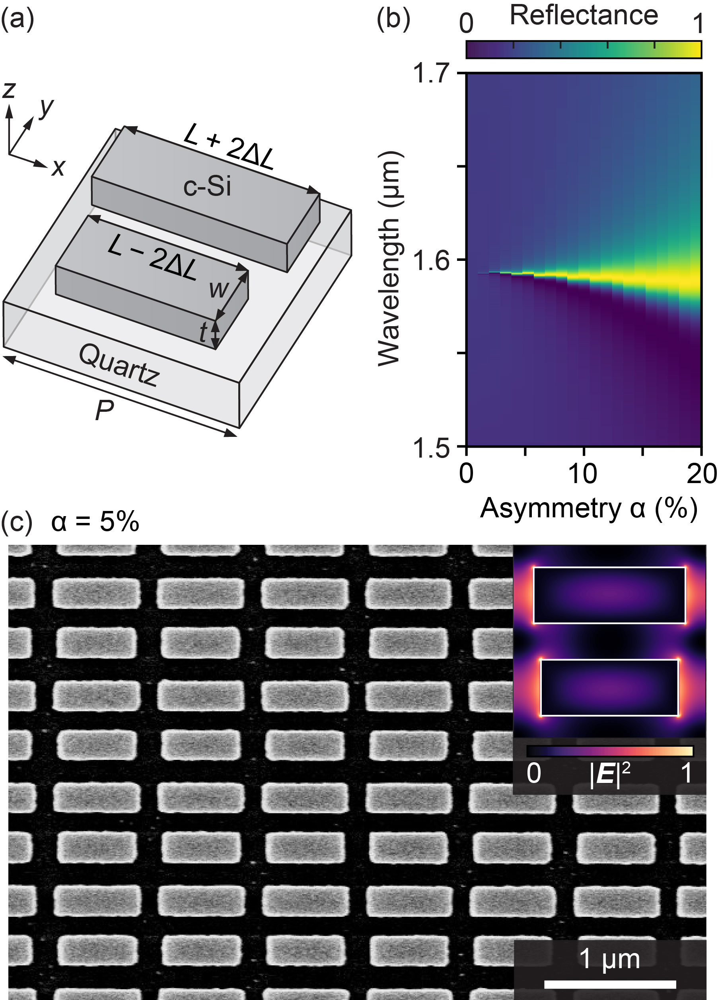 (a)
z
y
x
L + 2ΔL
c-Si
L − 2ΔL
w
t
Quartz
P
(b)
0 Reflectance 1
1.7
1.6
1.5
Wavelength (µm)
0 10 20
Asymmetry α (%)
(c) α = 5%
0 |E|² 1
1 µm